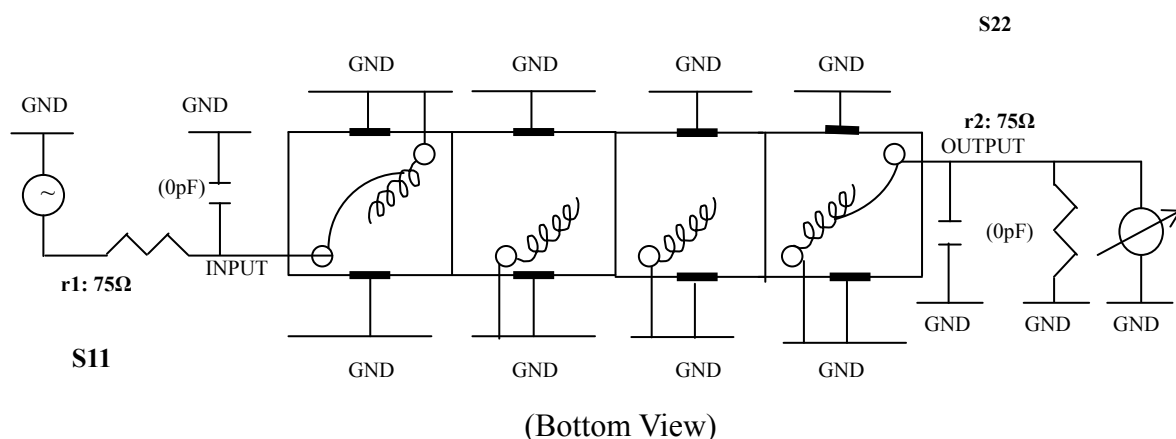 S22
GND
GND
GND
GND
GND
GND
r2: 75Ω
OUTPUT
(0pF)
~
(0pF)
INPUT
r1: 75Ω
GND
GND
GND
S11
GND
GND
GND
GND
(Bottom View)